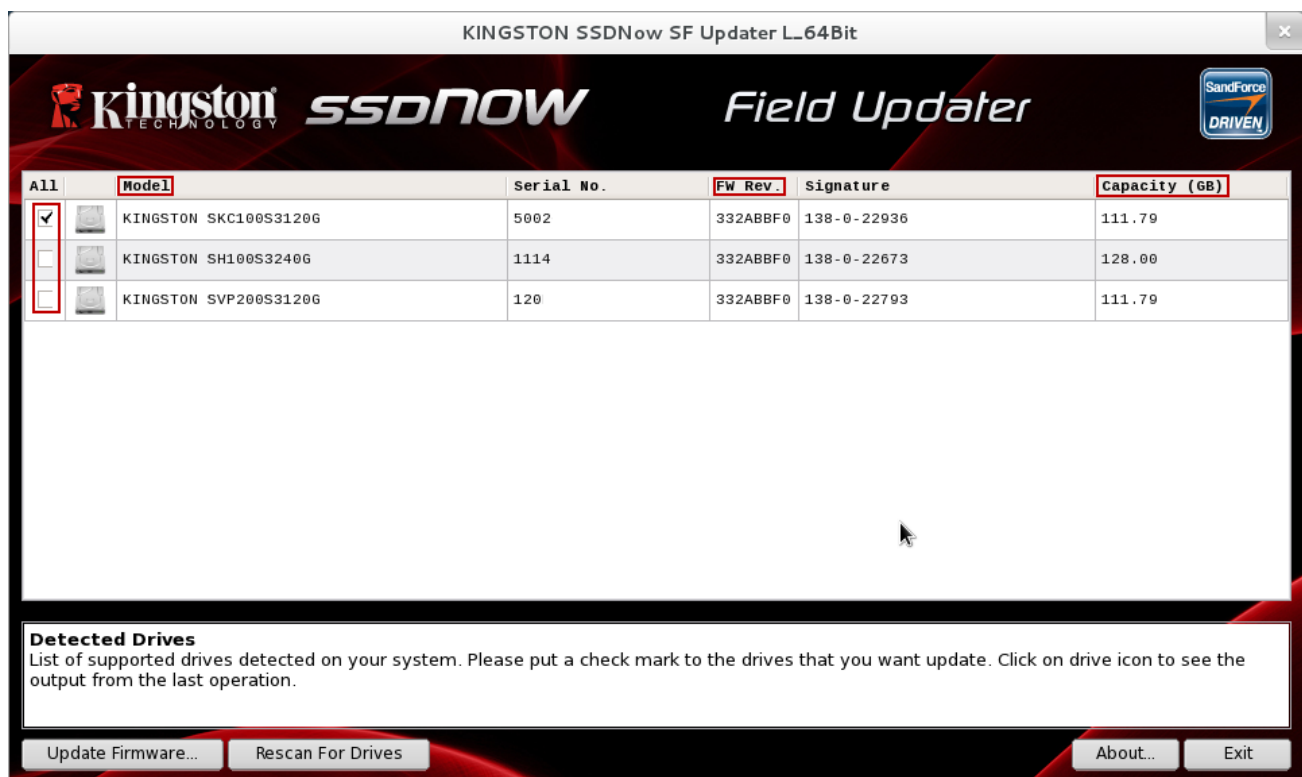 KINGSTON SSDNow SF Updater L_64Bit
Kingston SSDNOW Field Updater SandForce
TECHNOLOGY DRIVEN
All Model Serial No. FW Rev. Signature Capacity (GB)
KINGSTON SKC100S3120G 5002 332ABBF0 138-0-22936 111.79
KINGSTON SH100S3240G 1114 332ABBF0 138-0-22673 128.00
KINGSTON SVP200S3120G 120 332ABBF0 138-0-22793 111.79
Detected Drives
List of supported drives detected on your system. Please put a check mark to the drives that you want update. Click on drive icon to see the
output from the last operation.
Update Firmware... Rescan For Drives About... Exit